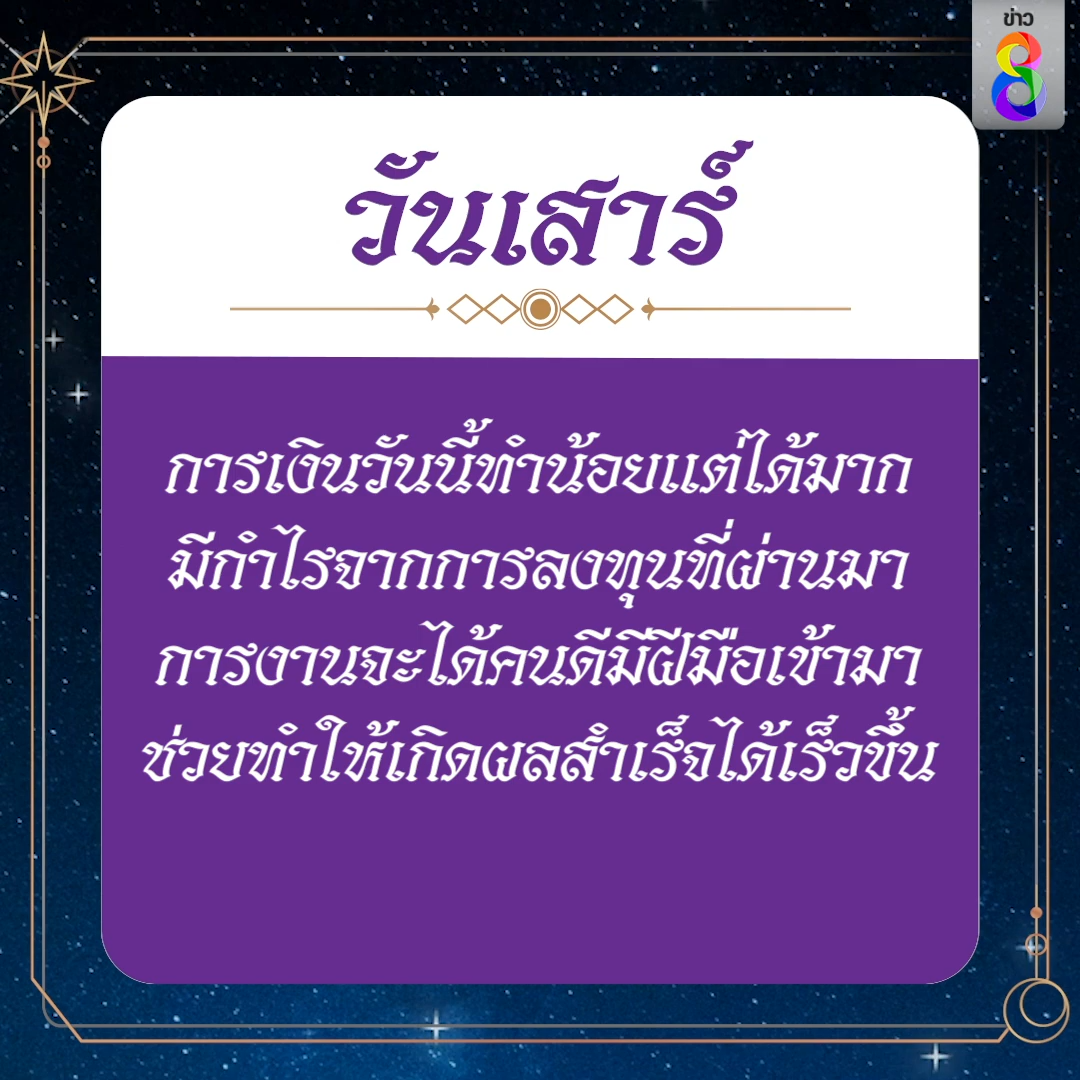 ข่าว
8
วันเสาร์
การเงินวันนี้ทำน้อยแต่ได้มาก
มีกำไรจากการลงทุนที่ผ่านมา
การงานจะได้คนดีมีฝีมือเข้ามา
ช่วยทำให้เกิดผลสำเร็จได้เร็วขึ้น